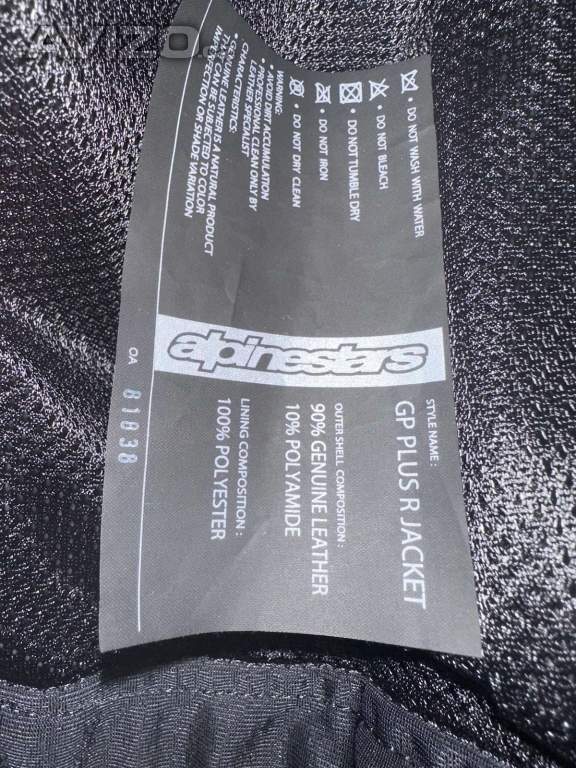 DO NOT WASH WITH WATER
• DO NOT BLEACH
• DO NOT TUMBLE DRY
• DO NOT IRON
• DO NOT DRY CLEAN
WARNING:
• AVOID DIRT ACCUMULATION
• PROFESSIONAL CLEAN ONLY BY
LEATHER SPECIALIST
CHARACTERISTICS:
• GENUINE LEATHER IS A NATURAL PRODUCT
THAT CAN BE SUBJECTED TO COLOR
IMPERFECTION OR SHADE VARIATION
alpinestars
STYLE NAME :
GP PLUS R JACKET
OUTER SHELL COMPOSITION :
90% GENUINE LEATHER
10% POLYAMIDE
LINING COMPOSITION :
100% POLYESTER
OA 81838